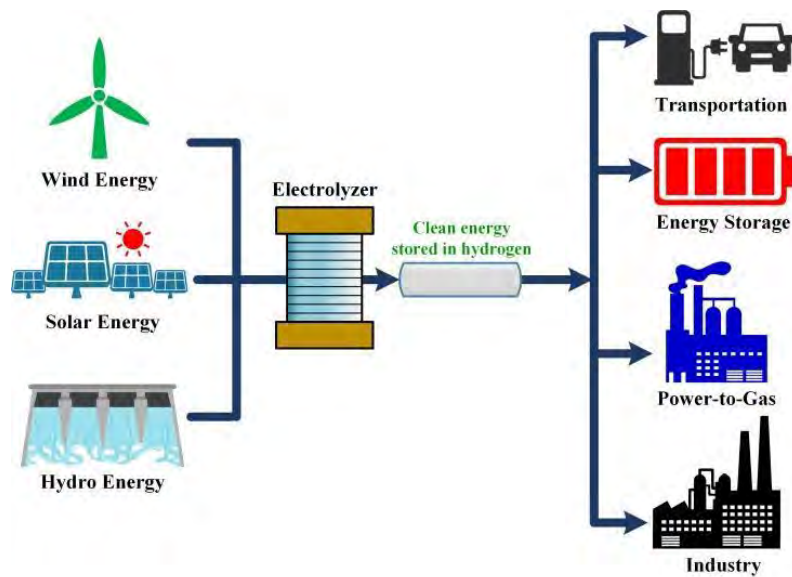 Wind Energy
Solar Energy
Hydro Energy
Electrolyzer
Clean energy
stored in hydrogen
Transportation
Energy Storage
Power-to-Gas
Industry